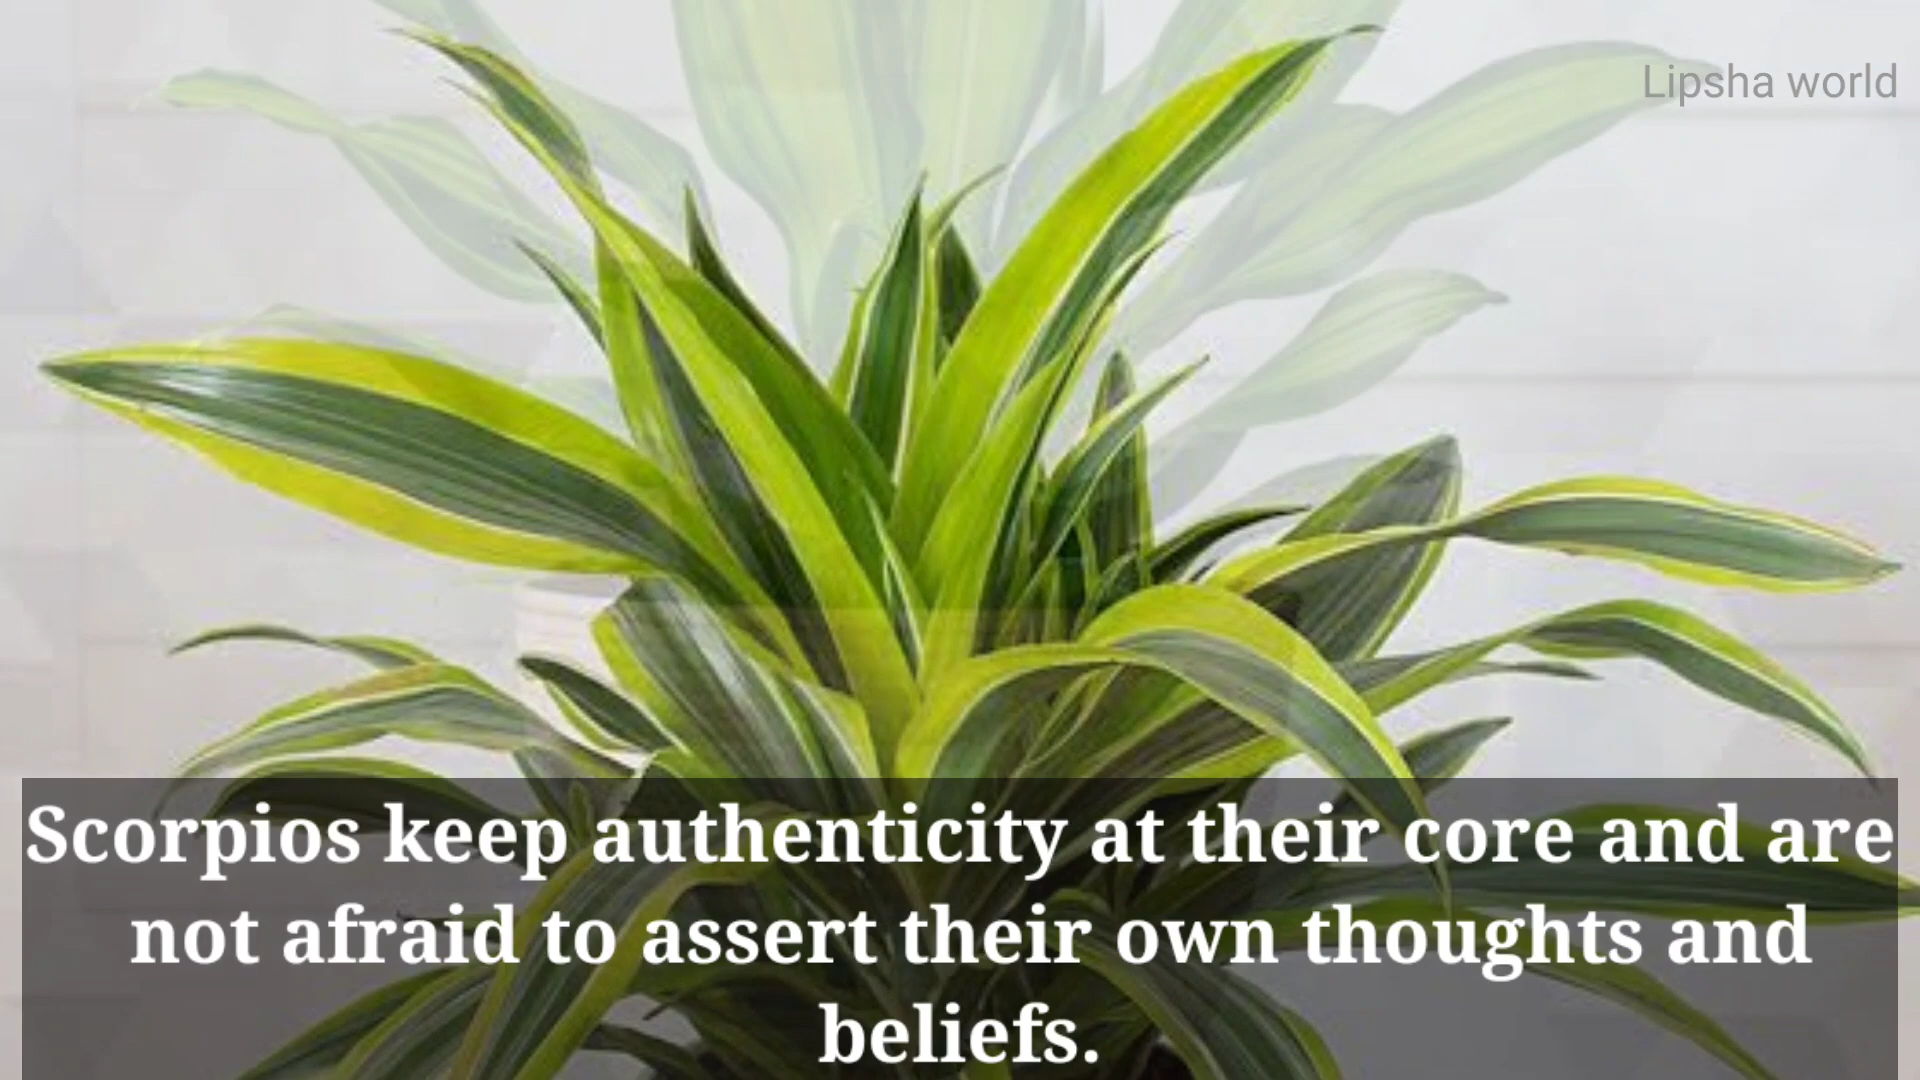 Lipsha world
Scorpios keep authenticity at their core and are
not afraid to assert their own thoughts and
beliefs.